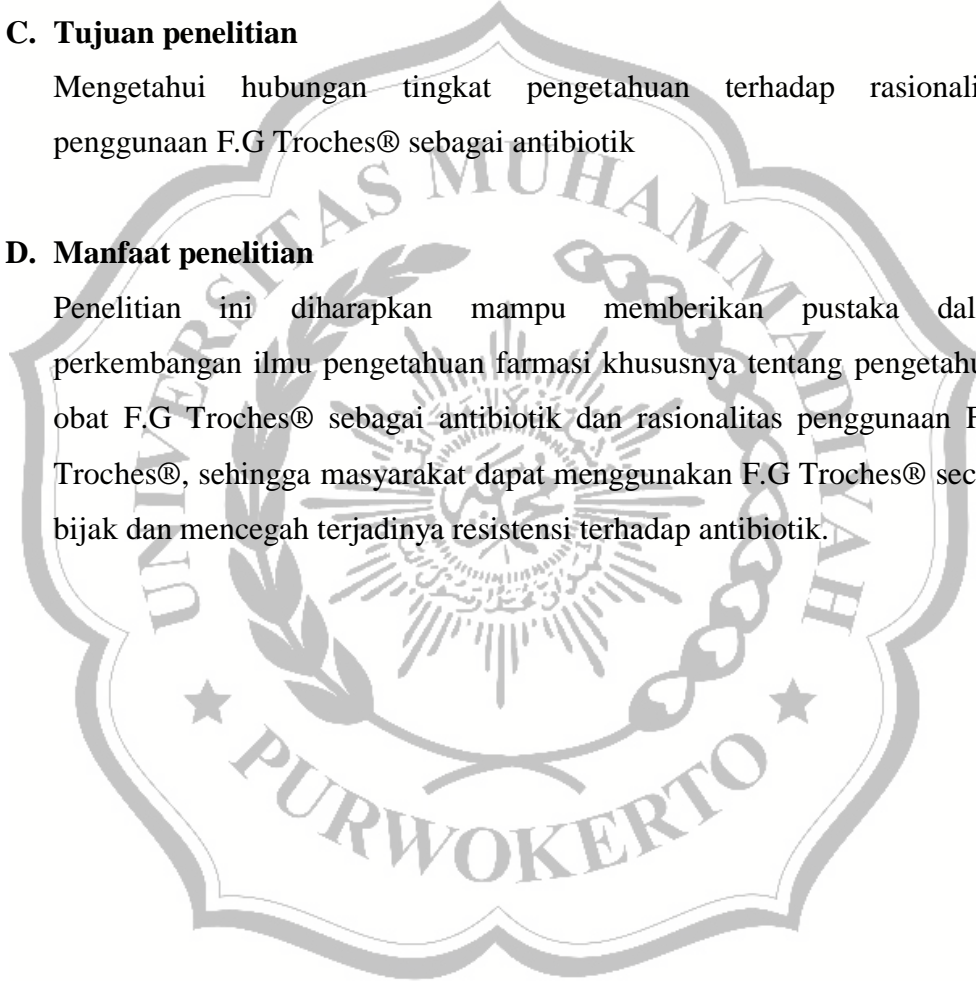 C. Tujuan penelitian
Mengetahui hubungan tingkat pengetahuan terhadap rasionali
penggunaan F.G Troches® sebagai antibiotik
D. Manfaat penelitian
Penelitian ini diharapkan mampu memberikan pustaka dal
perkembangan ilmu pengetahuan farmasi khususnya tentang pengetahu
obat F.G Troches® sebagai antibiotik dan rasionalitas penggunaan F
Troches®, sehingga masyarakat dapat menggunakan F.G Troches® sec
bijak dan mencegah terjadinya resistensi terhadap antibiotik.
UNIVERSITAS MUHAMMADIYAH
PURWOKERTO